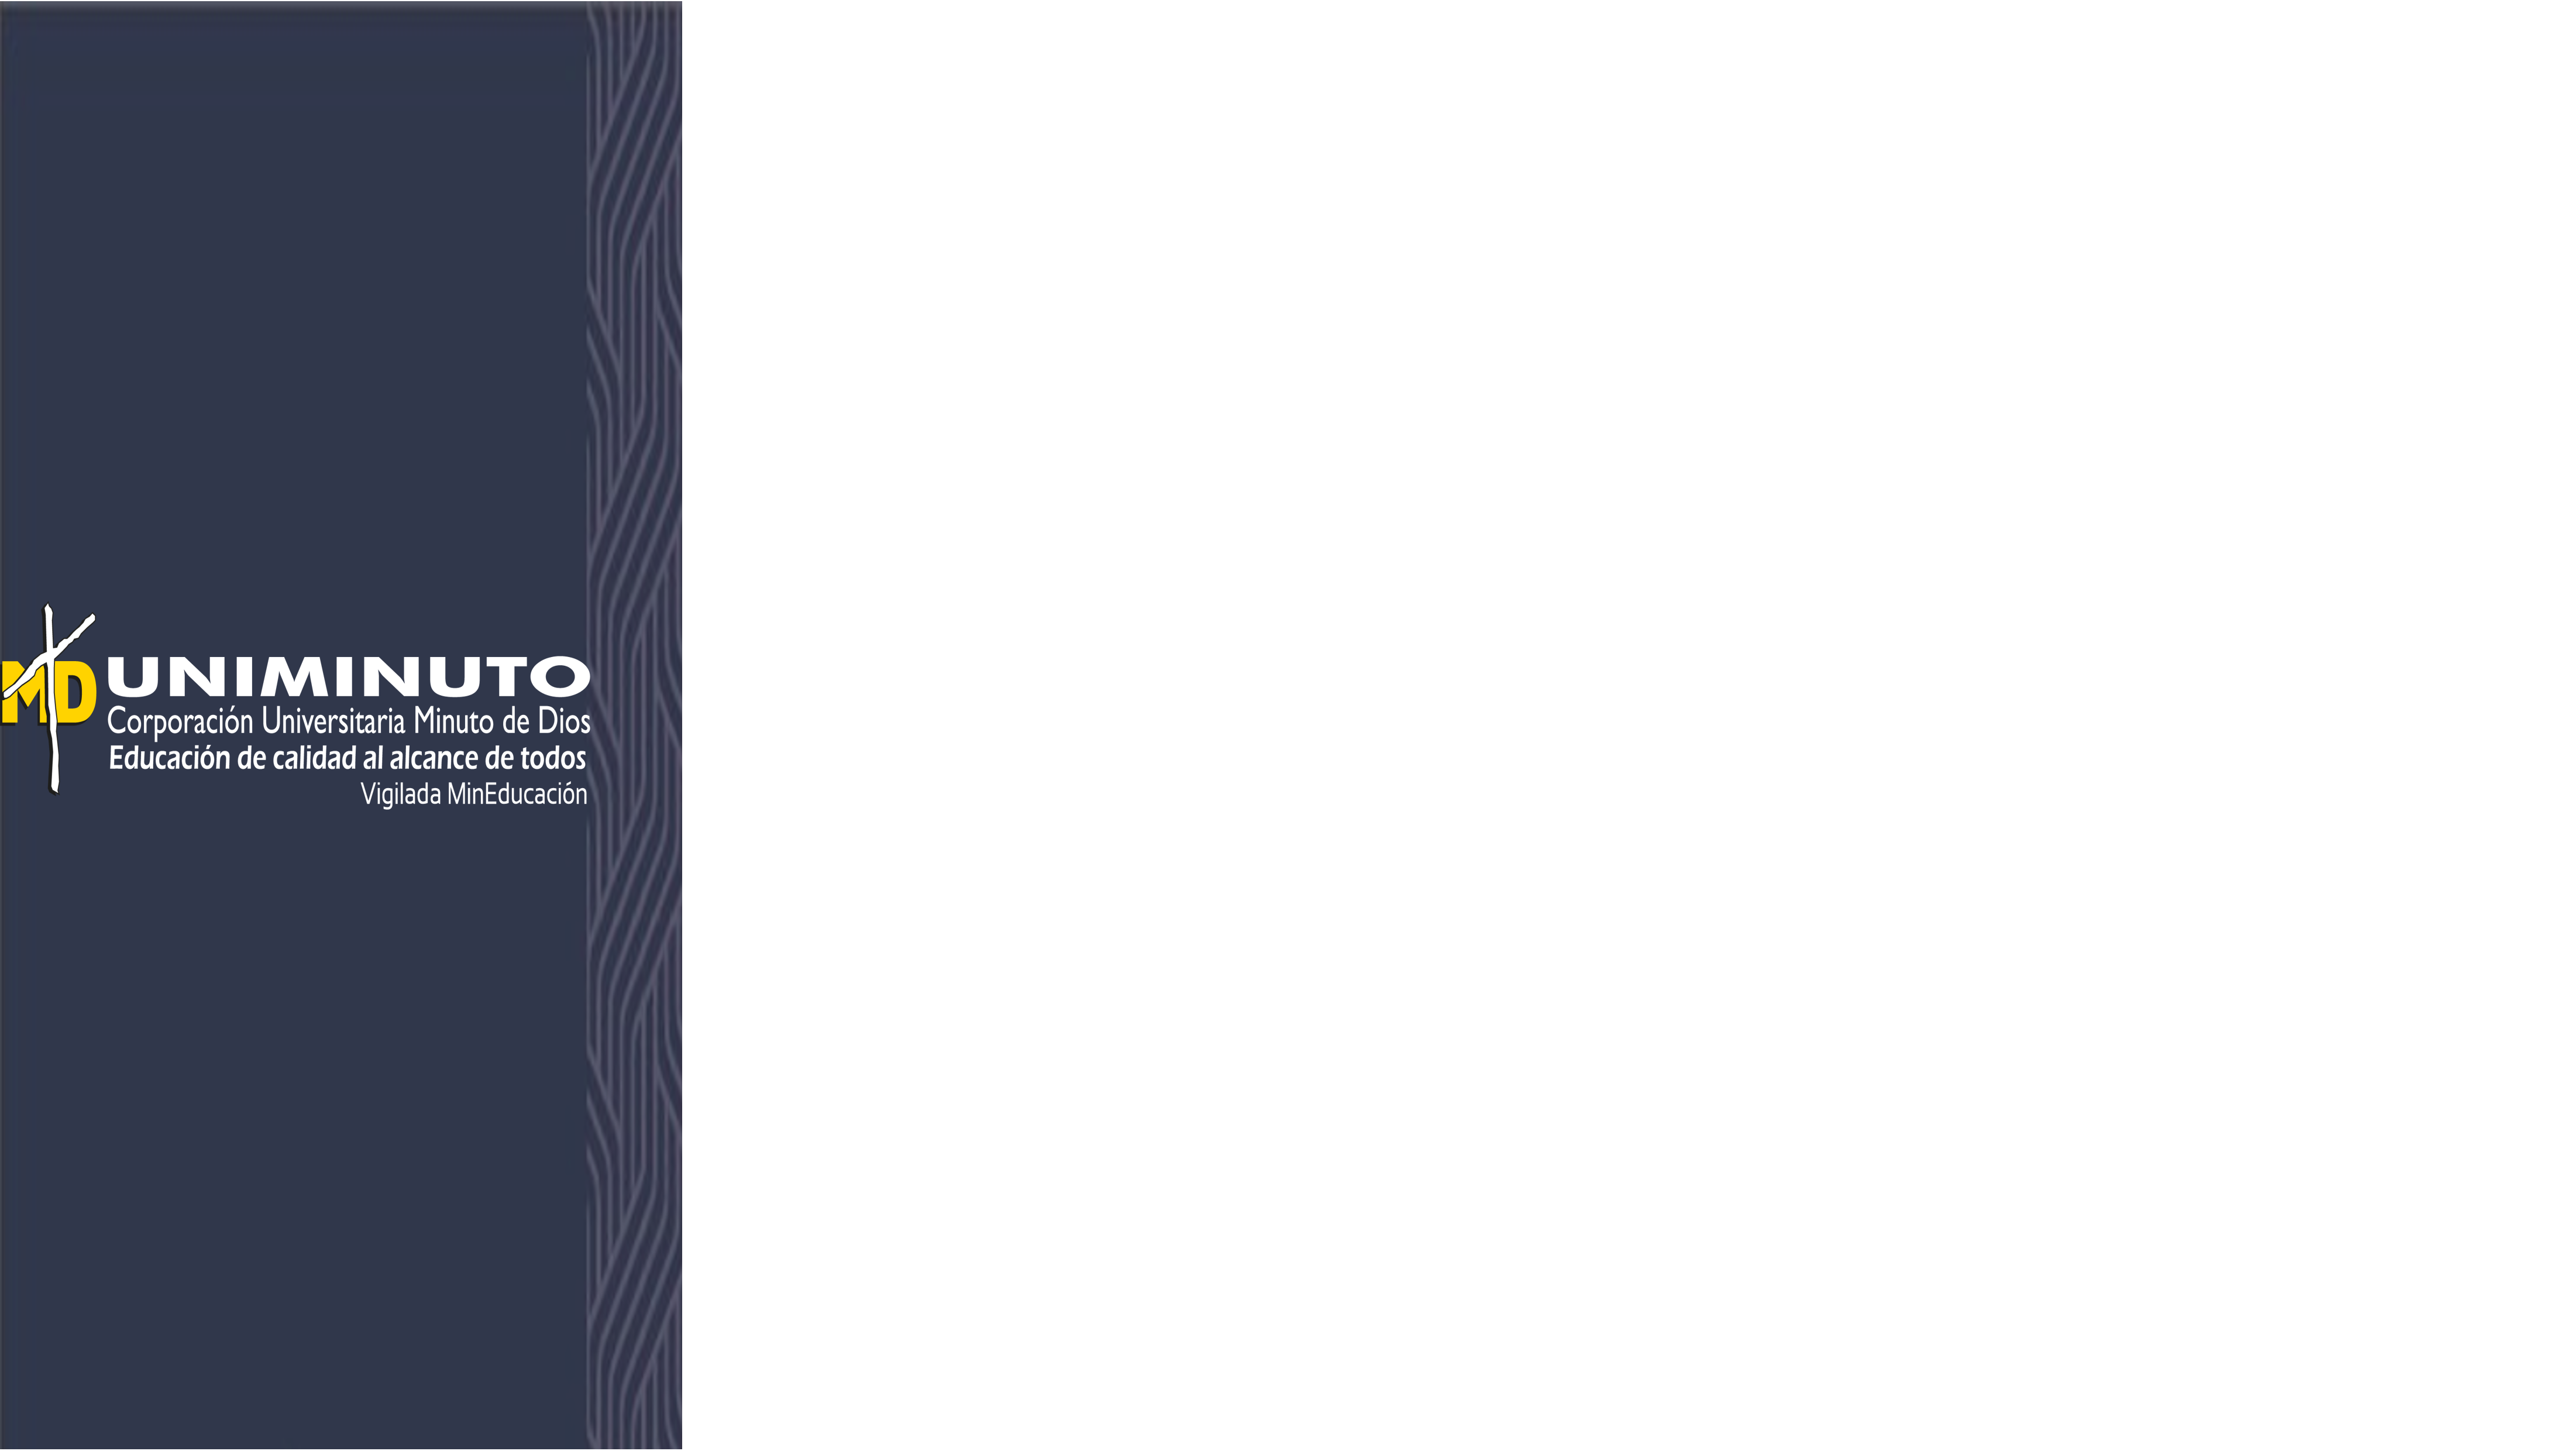 MD UNIMINUTO
Corporación Universitaria Minuto de Dios
Educación de calidad al alcance de todos
Vigilada MinEducación